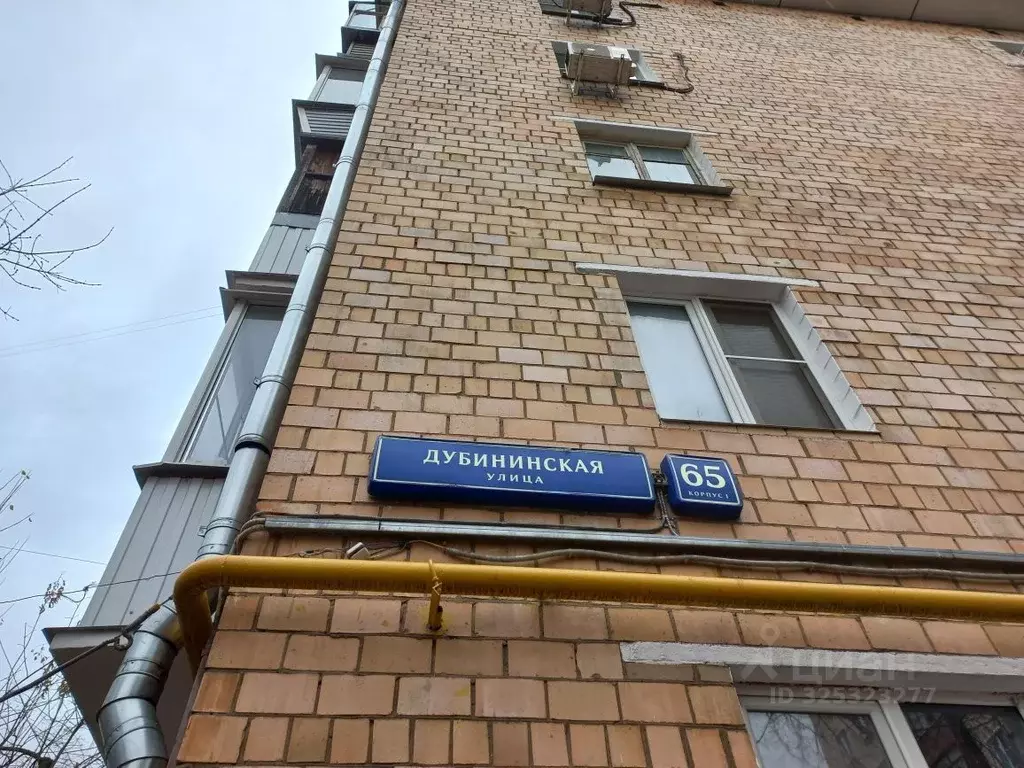 ДУБИНИНСКАЯ
УЛИЦА
65
КОРПУС 1
Циан
ID 325323277